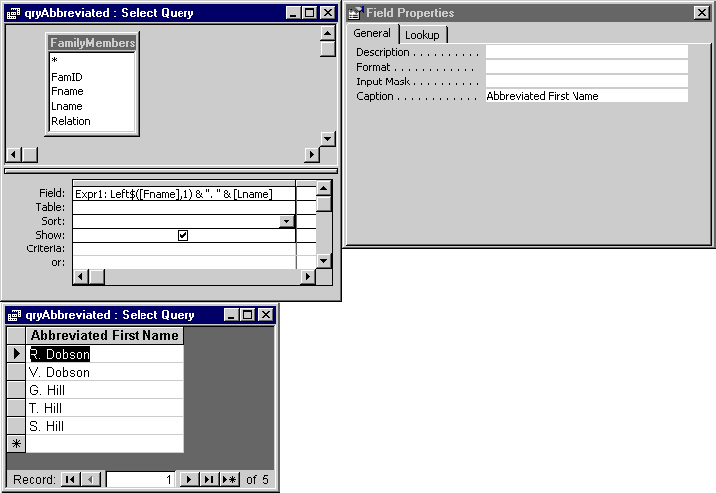 qryAbbreviated : Select Query
FamilyMembers
*
FamID
Fname
Lname
Relation
Field: Expr1: Left$([Fname],1) & ". " & [Lname]
Table:
Sort:
Show:
Criteria:
or:
Field Properties
General Lookup
Description . . . . . . . . . .
Format . . . . . . . . . . . .
Input Mask . . . . . . . . . .
Caption . . . . . . . . . . . . Abbreviated First Name
qryAbbreviated : Select Query
Abbreviated First Name
R. Dobson
V. Dobson
G. Hill
T. Hill
S. Hill
*
Record: 1 of 5